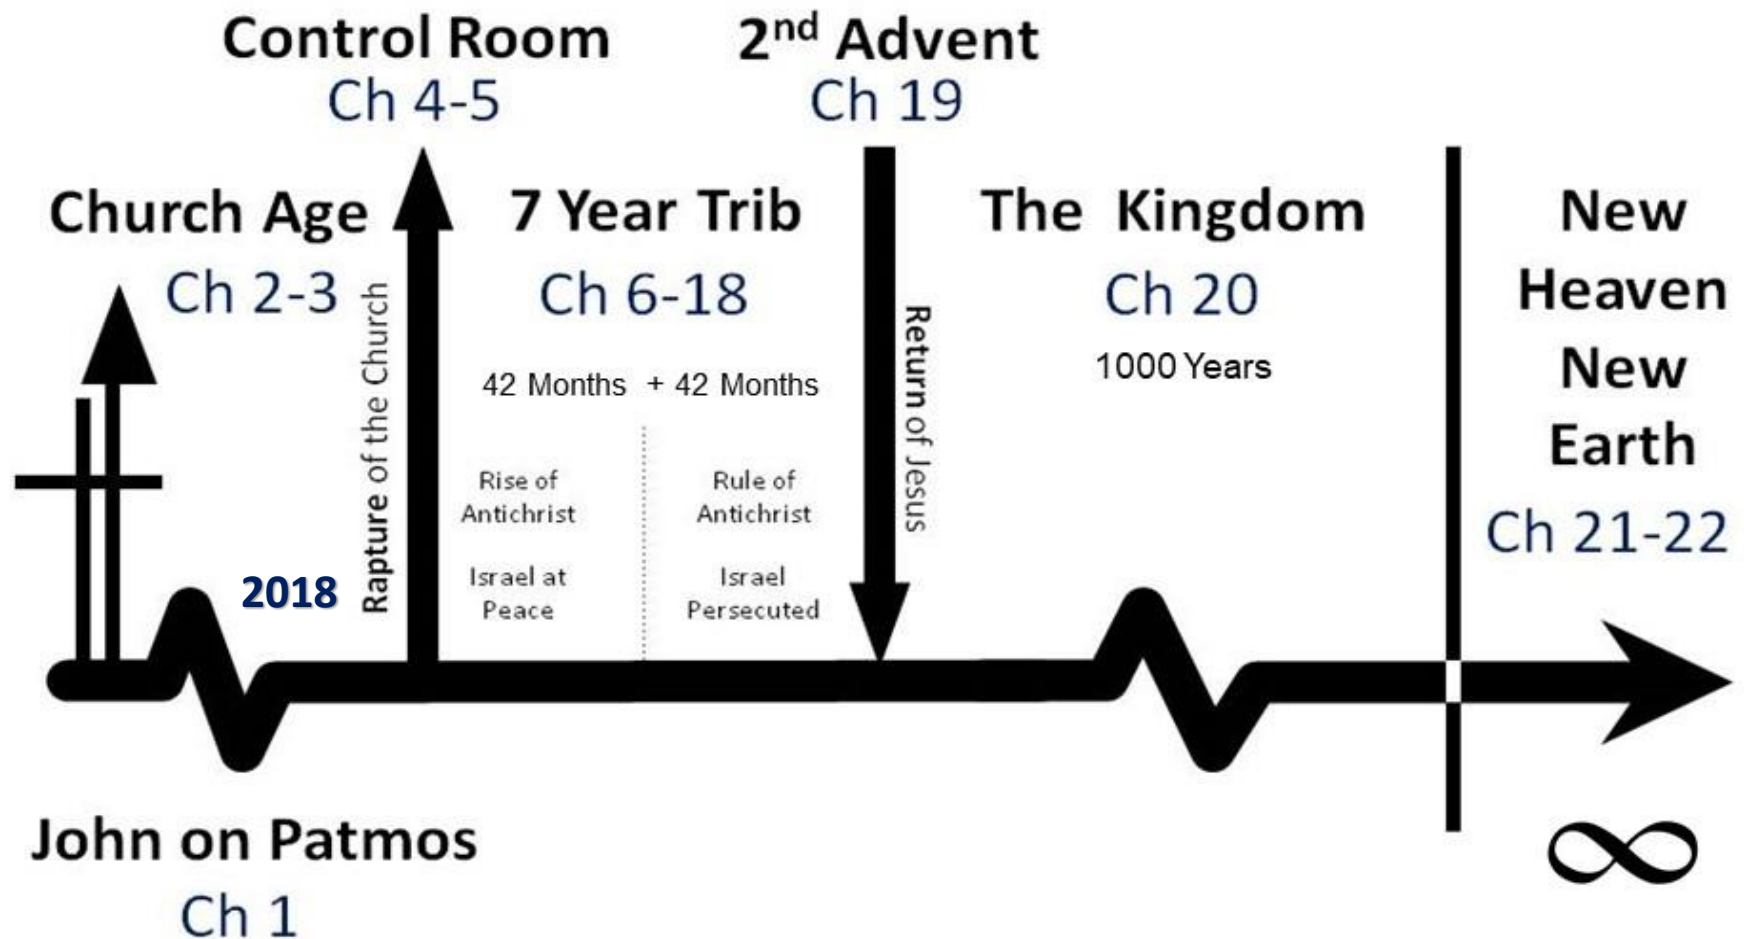 Control Room
Ch 4-5
2nd Advent
Ch 19
Church Age
Ch 2-3
Rapture of the Church
7 Year Trib
Ch 6-18
42 Months + 42 Months
Rise of
Antichrist
Israel at
Peace
Rule of
Antichrist
Israel
Persecuted
Return of Jesus
The Kingdom
Ch 20
1000 Years
New
Heaven
New
Earth
Ch 21-22
2018
John on Patmos
Ch 1
∞